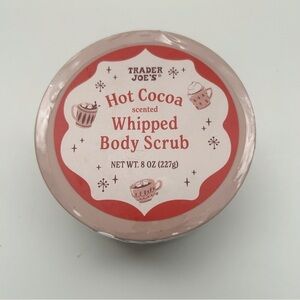 TRADER
JOE'S®
Hot Cocoa
scented
Whipped
Body Scrub
NET WT. 8 OZ (227g)